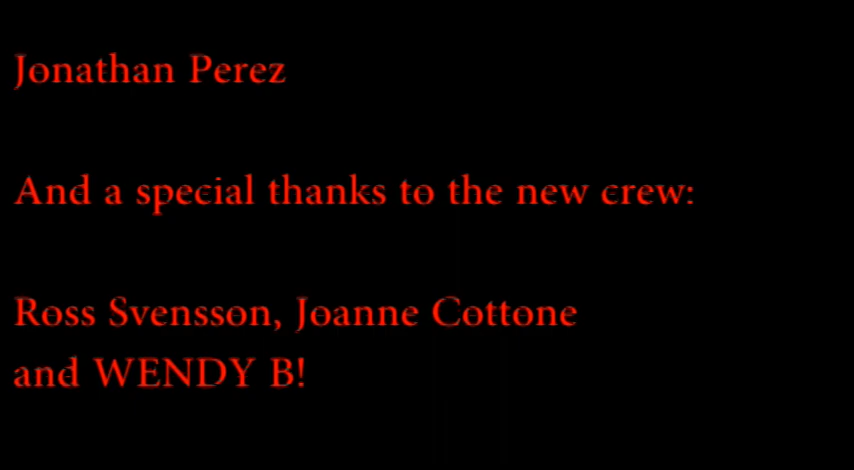 Jonathan Perez
And a special thanks to the new crew:
Ross Svensson, Joanne Cottone
and WENDY B!